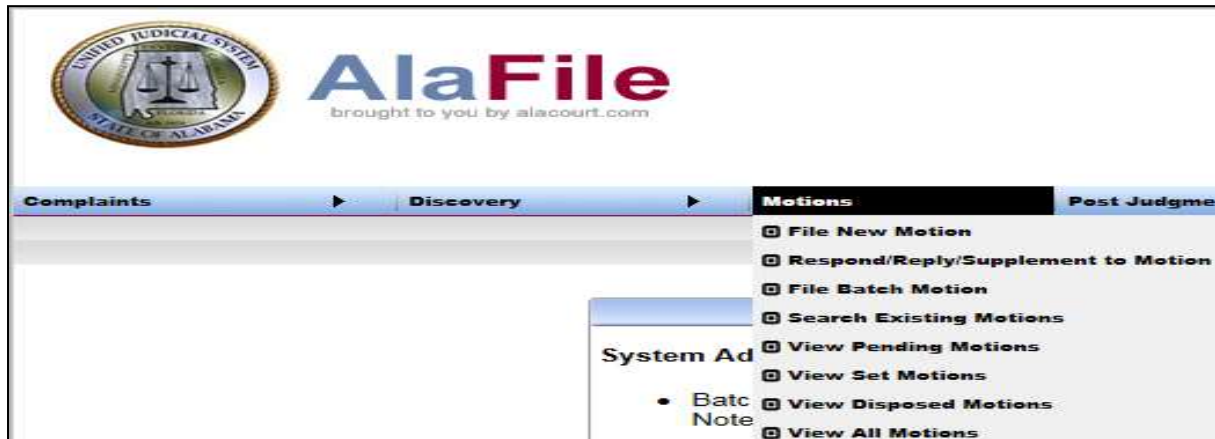 UNIFIED JUDICIAL SYSTEM
STATE OF ALABAMA
AlaFile
brought to you by alacourt.com
Complaints Discovery Motions Post Judgme
File New Motion
Respond/Reply/Supplement to Motion
File Batch Motion
Search Existing Motions
View Pending Motions
View Set Motions
View Disposed Motions
View All Motions
System Ad
Batc
Note